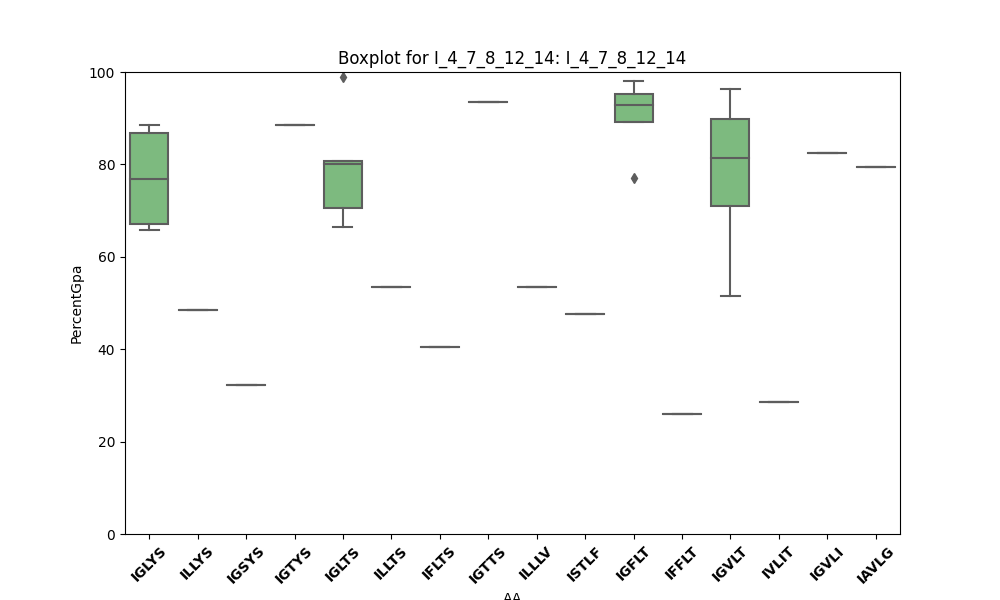 Boxplot for I_4_7_8_12_14: I_4_7_8_12_14
PercentGpa
100
80
60
40
20
0
IGLYS ILLYS IGSYS IGTYS IGLTS ILLTS IFLTS IGTTS ILLLV ISTLF IGFLT IFFLT IGVLT IVLIT IGVLI IAVLG
AA